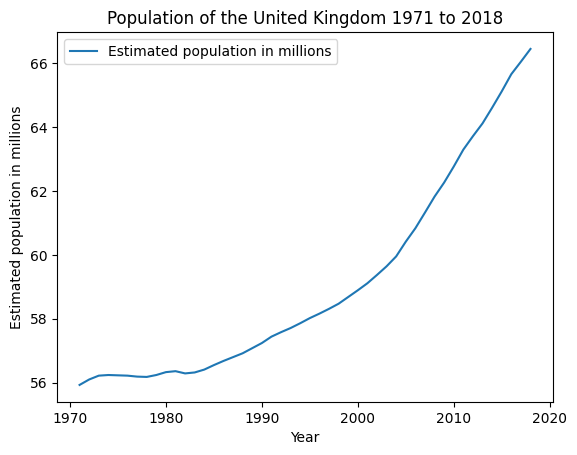 Population of the United Kingdom 1971 to 2018
Estimated population in millions
Estimated population in millions
66
64
62
60
58
56
1970 1980 1990 2000 2010 2020
Year